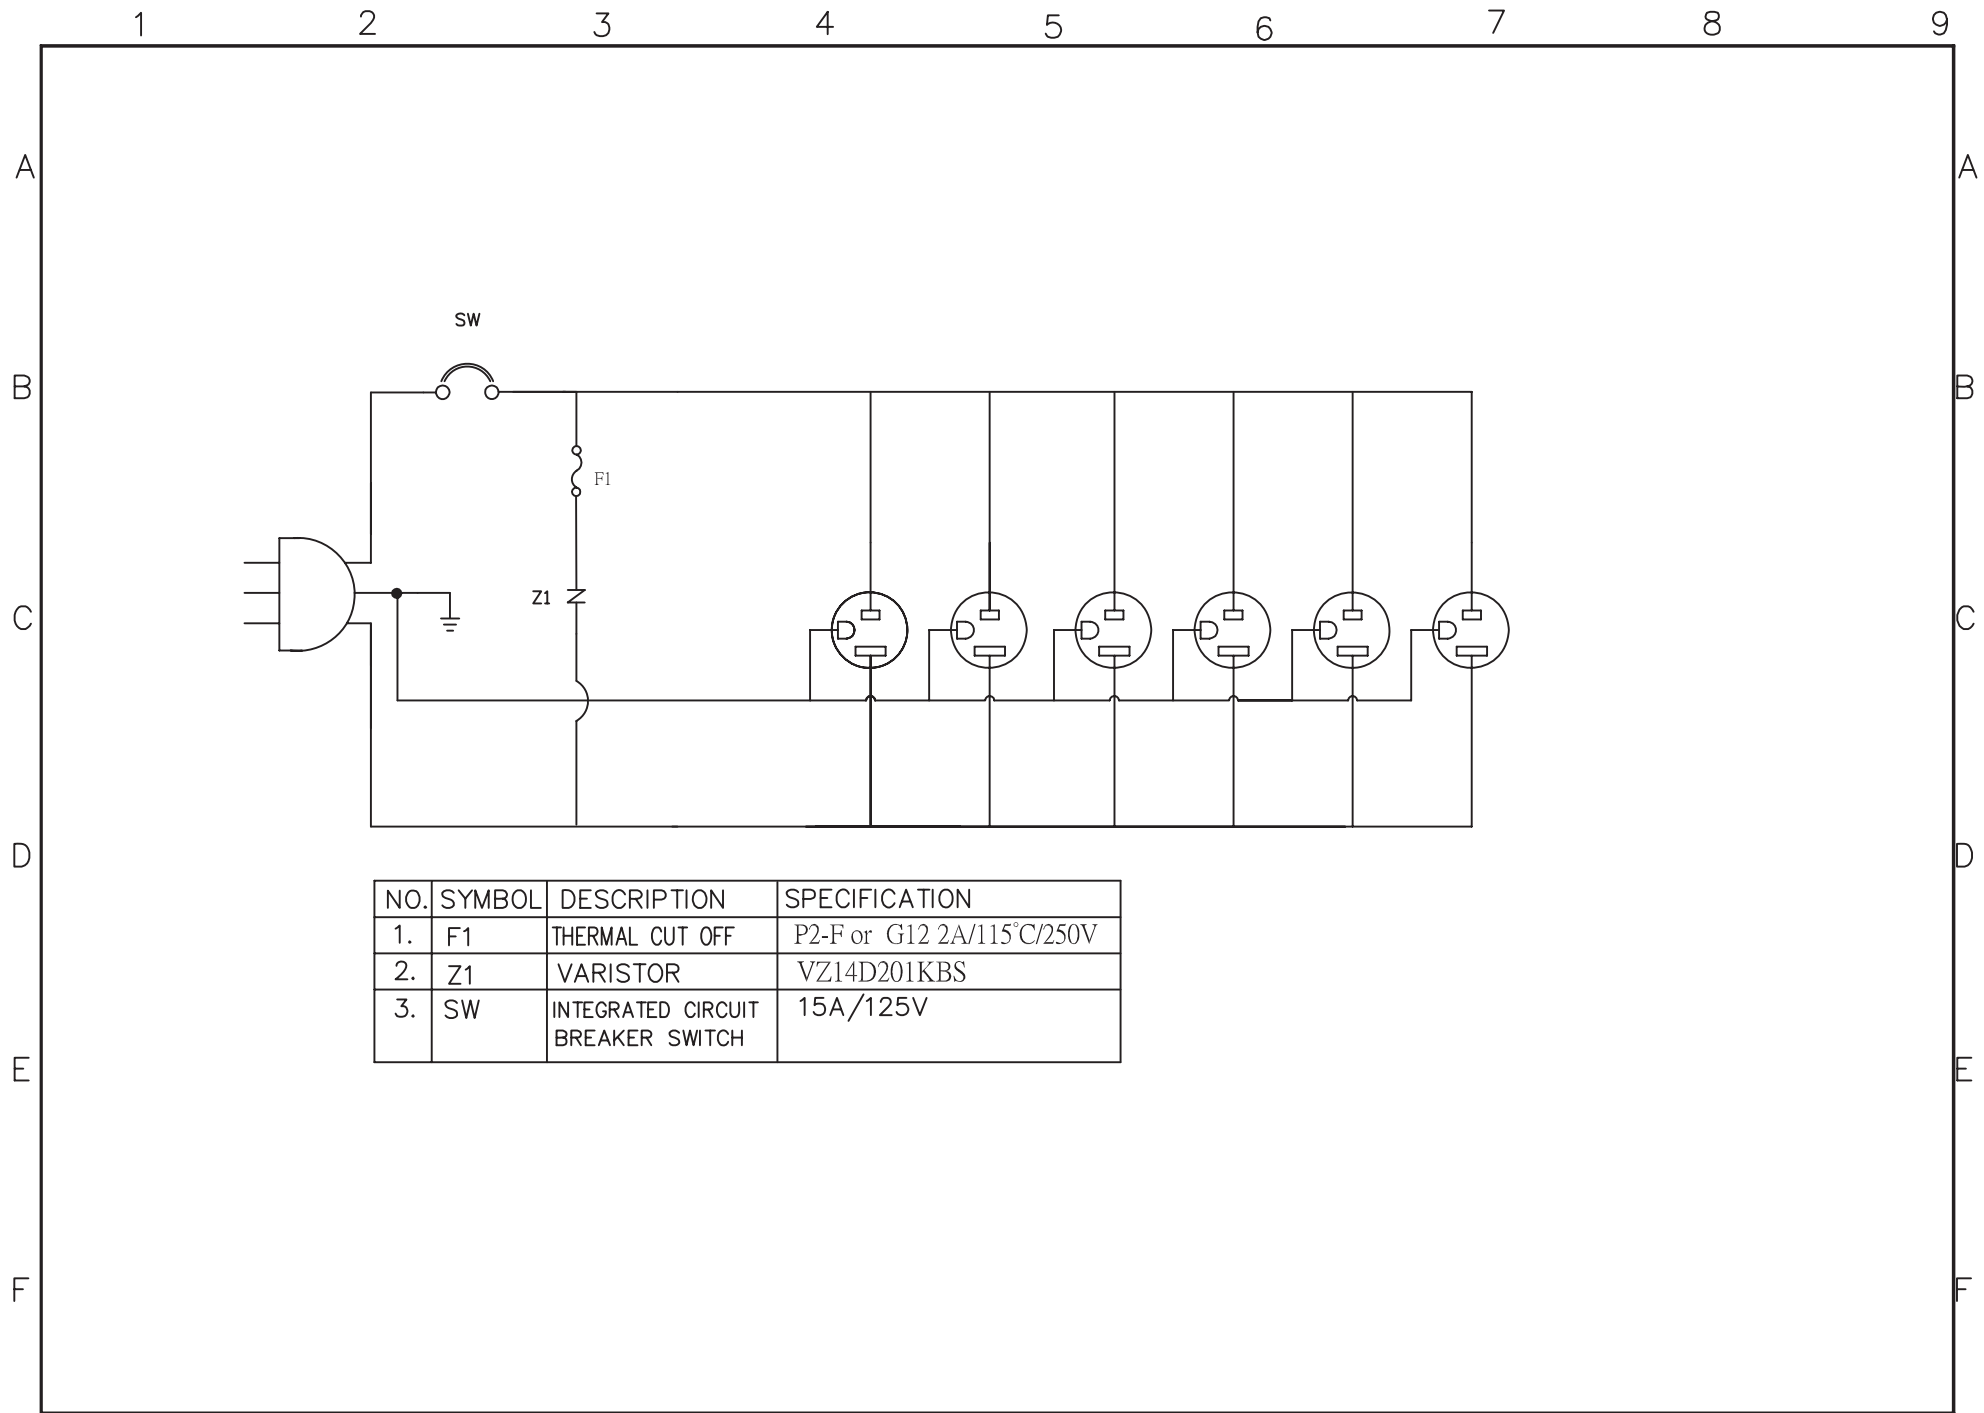 1 2 3 4 5 6 7 8 9
A A
SW
B B
F1
Z1
C C
D D
NO. SYMBOL DESCRIPTION SPECIFICATION
1. F1 THERMAL CUT OFF P2-F or G12 2A/115°C/250V
2. Z1 VARISTOR VZ14D201KBS
3. SW INTEGRATED CIRCUIT 15A/125V
BREAKER SWITCH
E E
F F